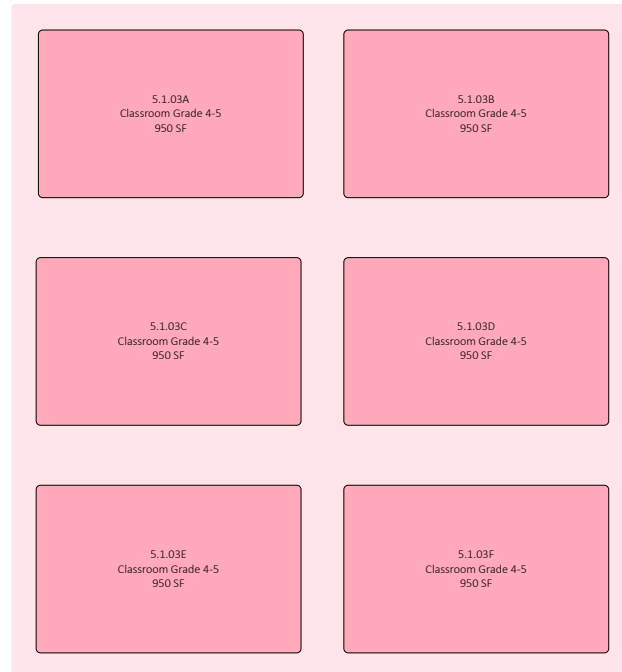 5.1.03A
Classroom Grade 4-5
950 SF
5.1.03B
Classroom Grade 4-5
950 SF
5.1.03C
Classroom Grade 4-5
950 SF
5.1.03D
Classroom Grade 4-5
950 SF
5.1.03E
Classroom Grade 4-5
950 SF
5.1.03F
Classroom Grade 4-5
950 SF